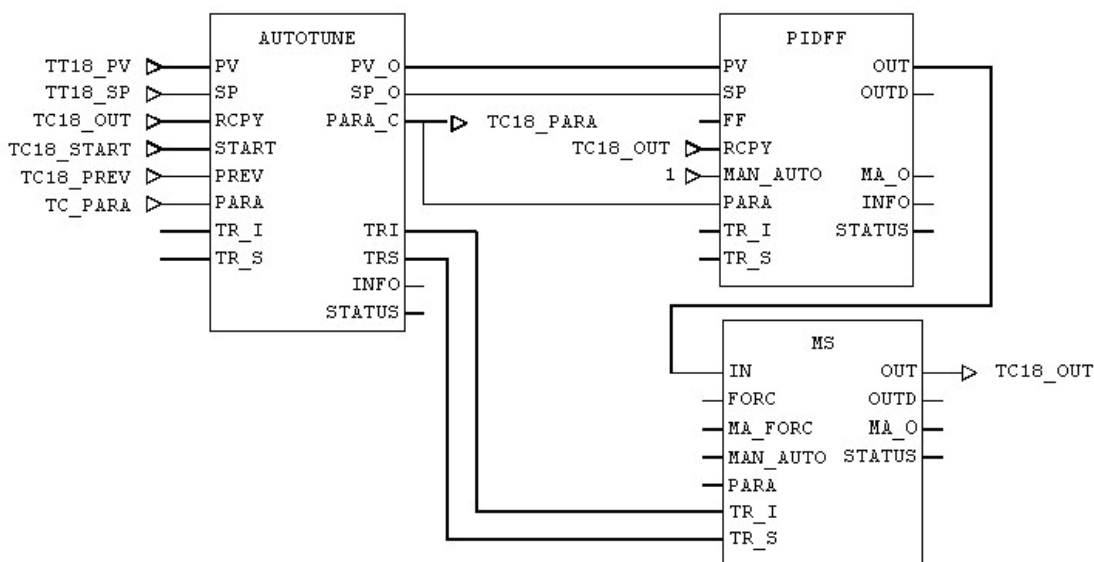 AUTOTUNE
TT18_PV PV PV_O
TT18_SP SP SP_O
TC18_OUT RCPY PARA_C TC18_PARA
TC18_START START
TC18_PREV PREV
TC_PARA PARA
TR_I TRI
TR_S TRS
INFO
STATUS
PIDFF
PV OUT
SP OUTD
FF
TC18_OUT RCPY
1 MAN_AUTO MA_O
PARA INFO
TR_I STATUS
TR_S
MS
IN OUT TC18_OUT
FORC OUTD
MA_FORC MA_O
MAN_AUTO STATUS
PARA
TR_I
TR_S